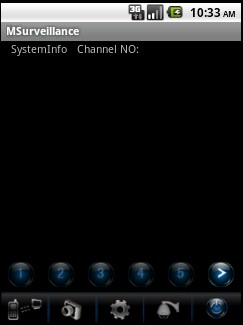 3G 10:33 AM
MSurveillance
SystemInfo Channel NO:
1 2 3 4 5